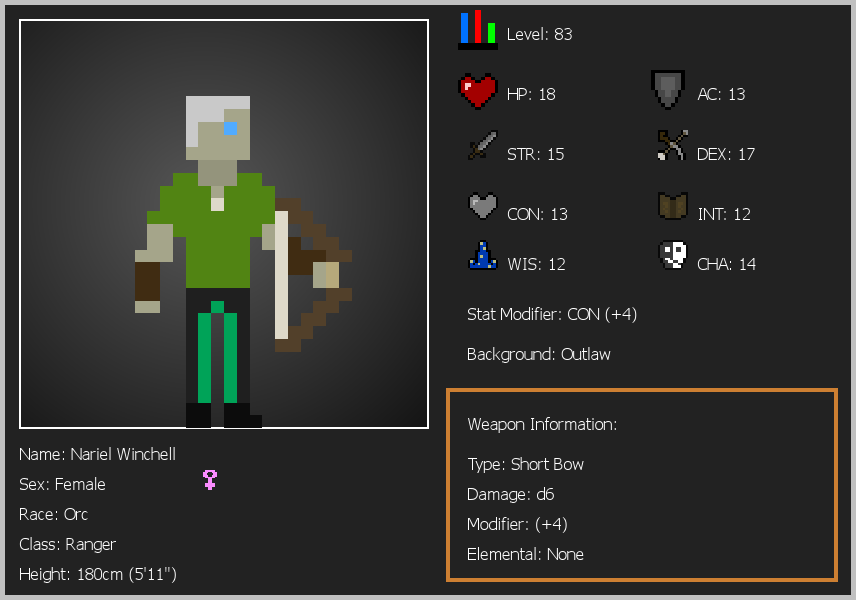 Level: 83
HP: 18
AC: 13
STR: 15
DEX: 17
CON: 13
INT: 12
WIS: 12
CHA: 14
Stat Modifier: CON (+4)
Background: Outlaw
Weapon Information:
Type: Short Bow
Damage: d6
Modifier: (+4)
Elemental: None
Name: Nariel Winchell
Sex: Female
Race: Orc
Class: Ranger
Height: 180cm (5'11")